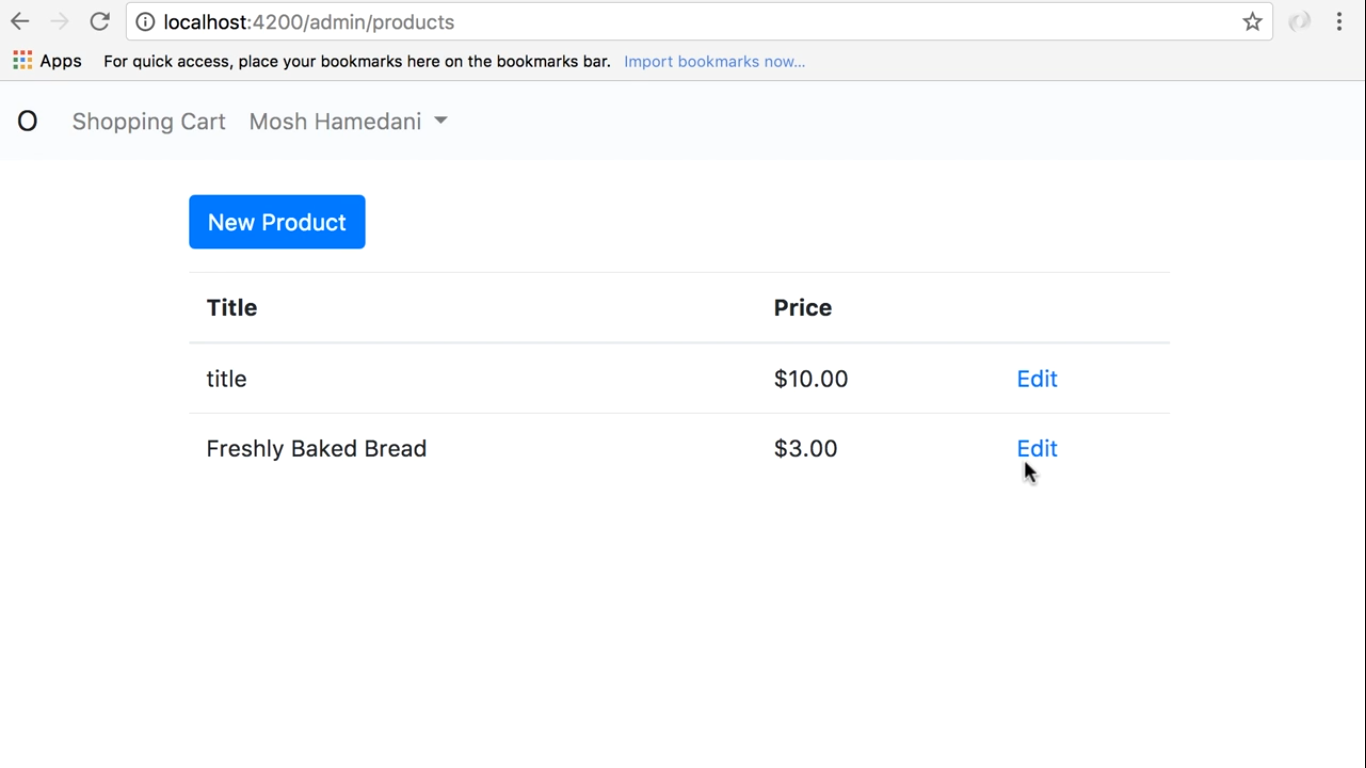 localhost:4200/admin/products
Apps For quick access, place your bookmarks here on the bookmarks bar. Import bookmarks now...
O Shopping Cart Mosh Hamedani
New Product
Title Price
title $10.00 Edit
Freshly Baked Bread $3.00 Edit